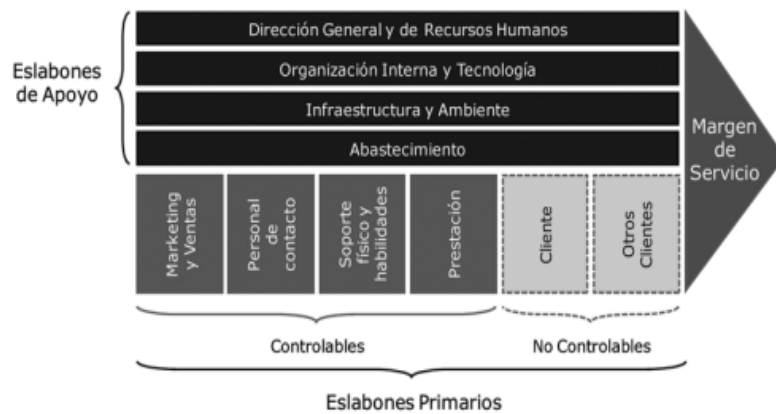 Dirección General y de Recursos Humanos
Eslabones
de Apoyo
Organización Interna y Tecnología
Infraestructura y Ambiente
Abastecimiento
Margen
de
Servicio
Marketing
y Ventas
Personal
de
contacto
Soporte
físico y
habilidades
Prestación
Cliente
Otros
Clientes
Controlables
No Controlables
Eslabones Primarios